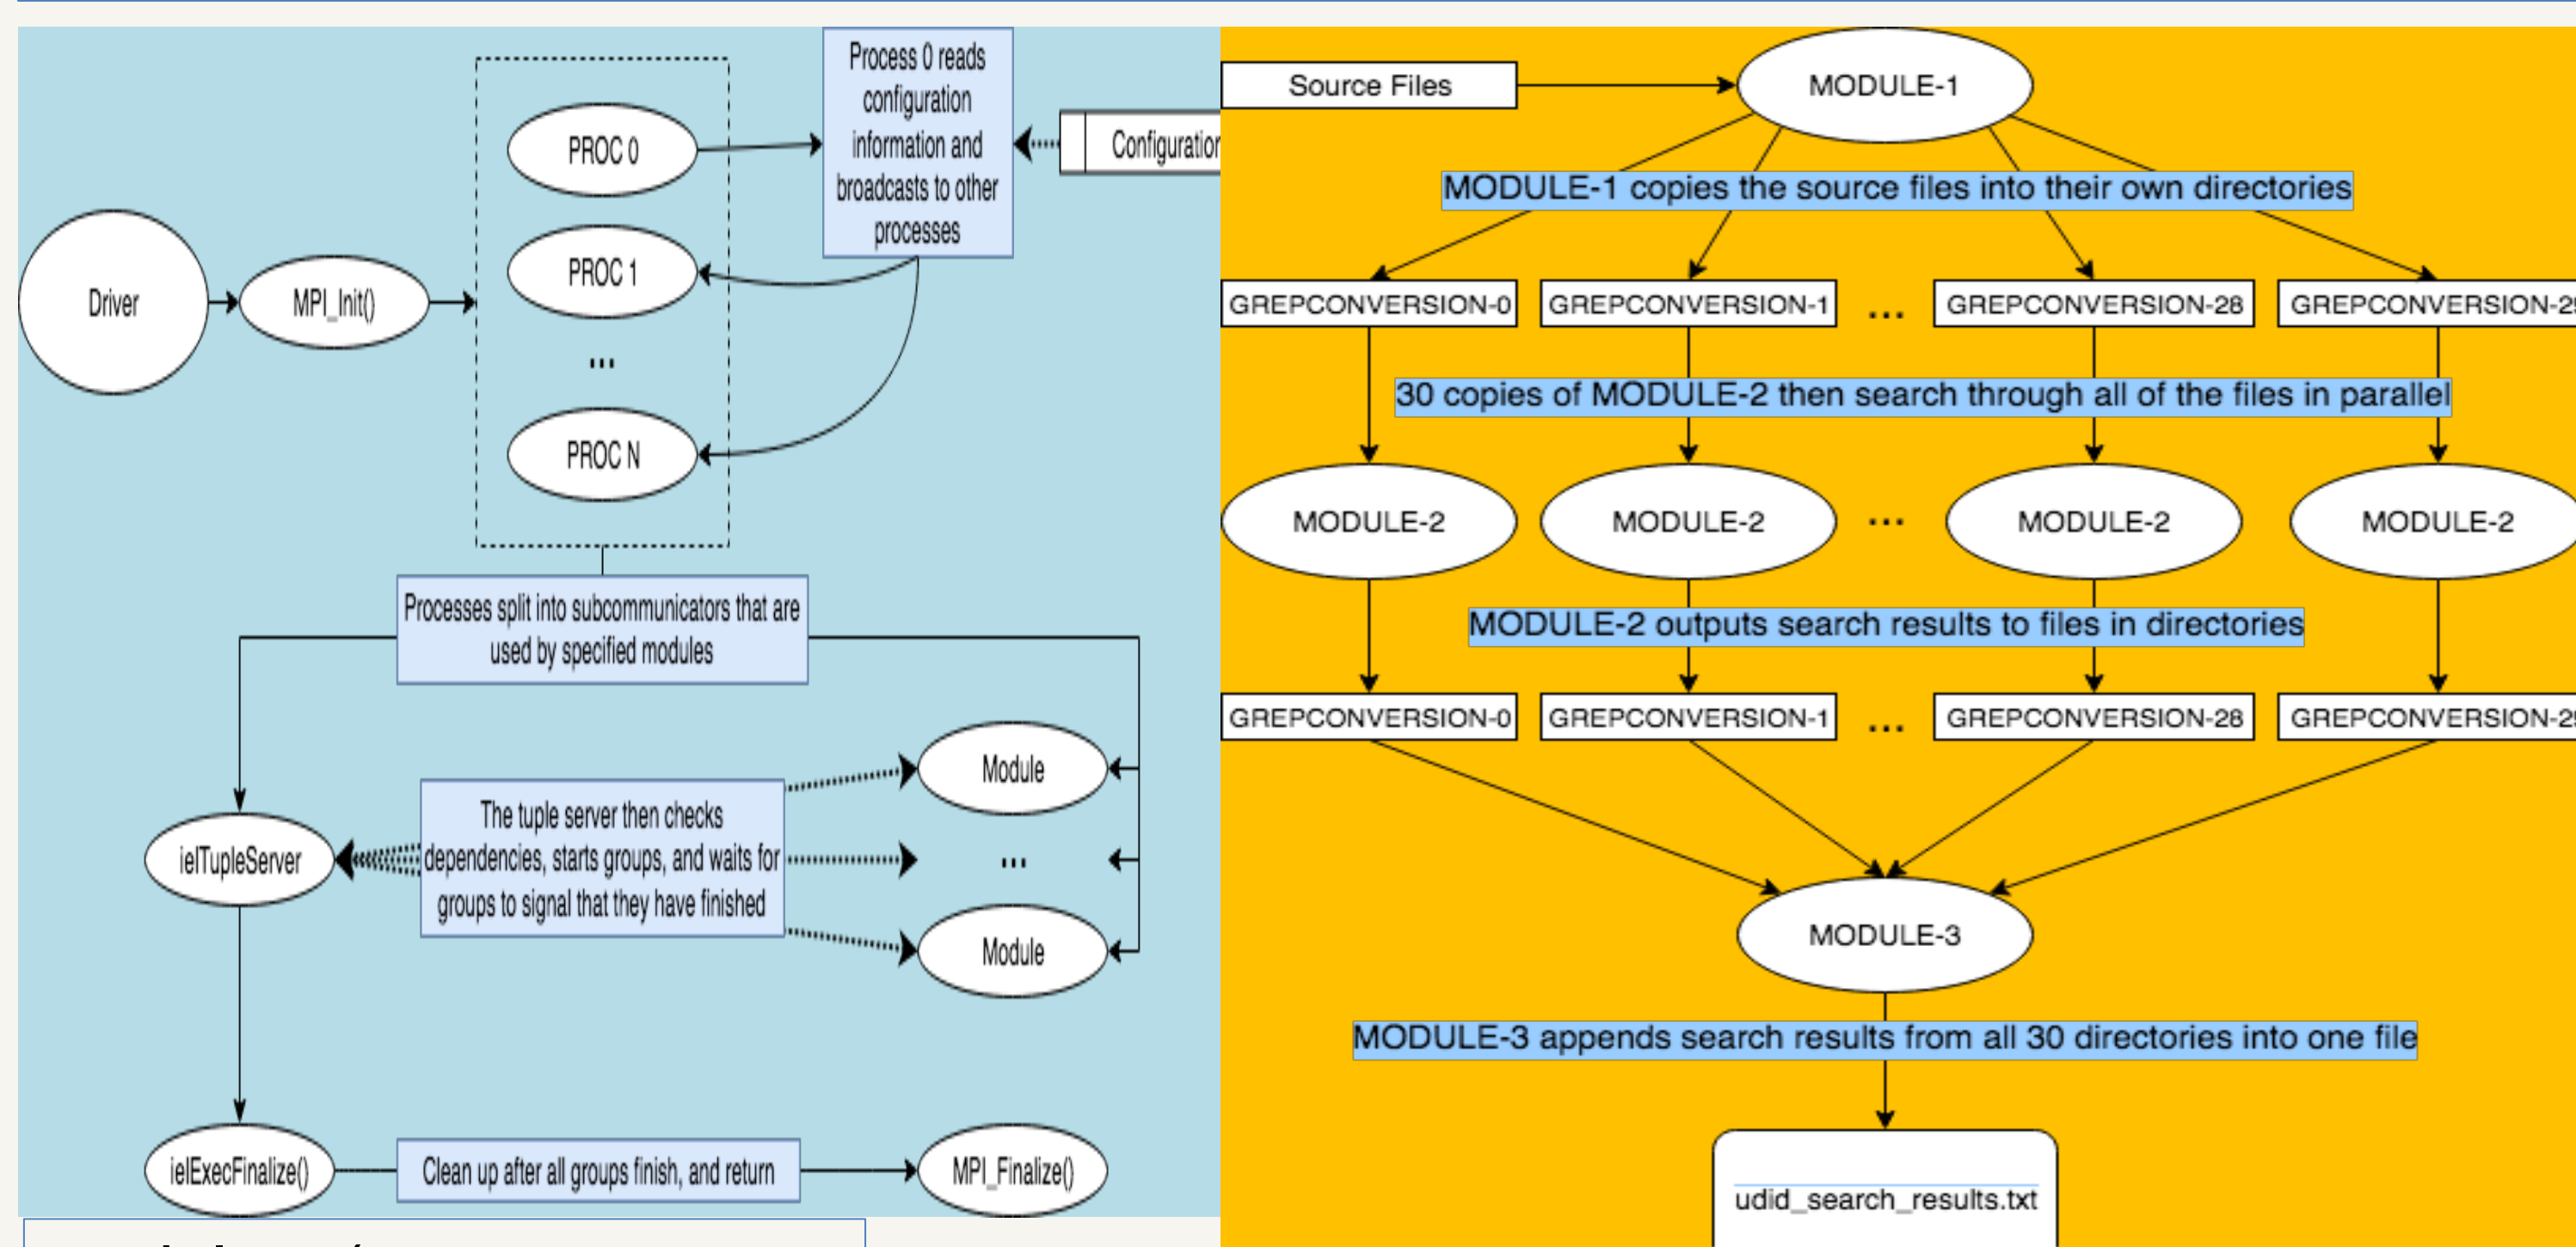 Process 0 reads
configuration
information and
broadcasts to other
processes
PROC 0
PROC 1
...
PROC N
Driver
MPI_Init()
Processes split into subcommunicators that are
used by specified modules
Module
The tuple server then checks
dependencies, starts groups, and waits for
groups to signal that they have finished
ielTupleServer
...
Module
ielExecFinalize()
Clean up after all groups finish, and return
MPI_Finalize()
Source Files
MODULE-1
MODULE-1 copies the source files into their own directories
GREPCONVERSION-0
GREPCONVERSION-1
...
GREPCONVERSION-28
30 copies of MODULE-2 then search through all of the files in parallel
MODULE-2
MODULE-2
...
MODULE-2
MODULE-2
MODULE-2 outputs search results to files in directories
GREPCONVERSION-0
GREPCONVERSION-1
...
GREPCONVERSION-28
MODULE-3
MODULE-3 appends search results from all 30 directories into one file
udid_search_results.txt